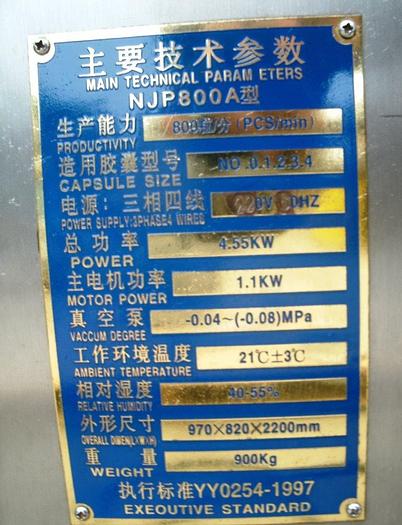 主要技术参数
MAIN TECHNICAL PARAM ETERS
NJP800A型
生产能力 800粒/分 (PCS/min)
PRODUCTIVITY
造用胶囊型号 NO .0.1.2.3.4
CAPSULE SIZE
电源：三相四线 220V 0HZ
POWER SUPPLY:3PHASE4 WIRES
总功率 4.55KW
POWER
主电机功率 1.1KW
MOTOR POWER
真空泵 -0.04~(-0.08)MPa
VACCUM DEGREE
工作环境温度 21℃±3℃
AMBIENT TEMPERATURE
相对湿度 40-55%
RELATIVE HUMIDITY
外形尺寸 970×820×2200mm
OVERALL DIMEN(L×W×H)
重量 900Kg
WEIGHT
执行标准YY0254-1997
EXECUTIVE STANDARD